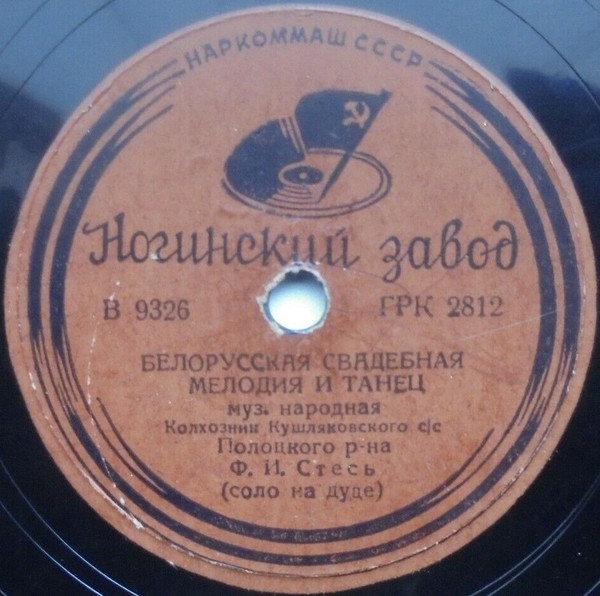 НАРКОММАШ СССР
Ногинский завод
В 9326 ГРК 2812
БЕЛОРУССКАЯ СВАДЕБНАЯ
МЕЛОДИЯ И ТАНЕЦ
муз. народная
Колхозник Кушляковского с/с
Полоцкого р-на
Ф. И. Стесь
(соло на дуде)